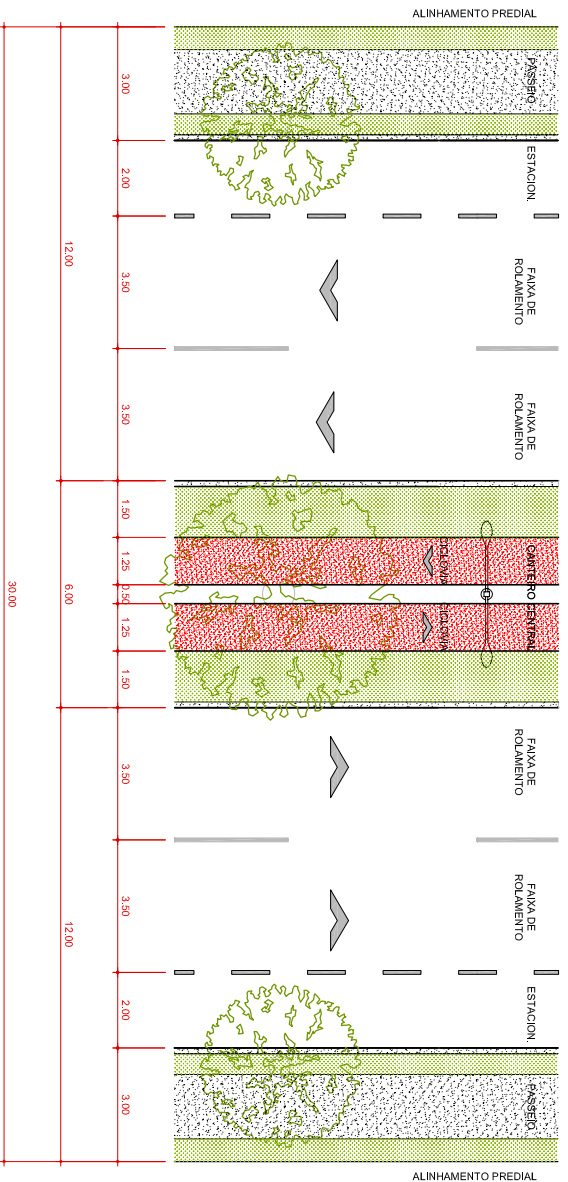 ALINHAMENTO PREDIAL
PASSEIO
3.00
ESTACION.
2.00
12.00
FAIXA DE
ROLAMENTO
3.50
FAIXA DE
ROLAMENTO
3.50
1.50
CICLOVIA
1.25
CANTEIRO CENTRAL
0.50
30.00
6.00
CICLOVIA
1.25
1.50
FAIXA DE
ROLAMENTO
3.50
FAIXA DE
ROLAMENTO
3.50
12.00
ESTACION.
2.00
PASSEIO
3.00
ALINHAMENTO PREDIAL